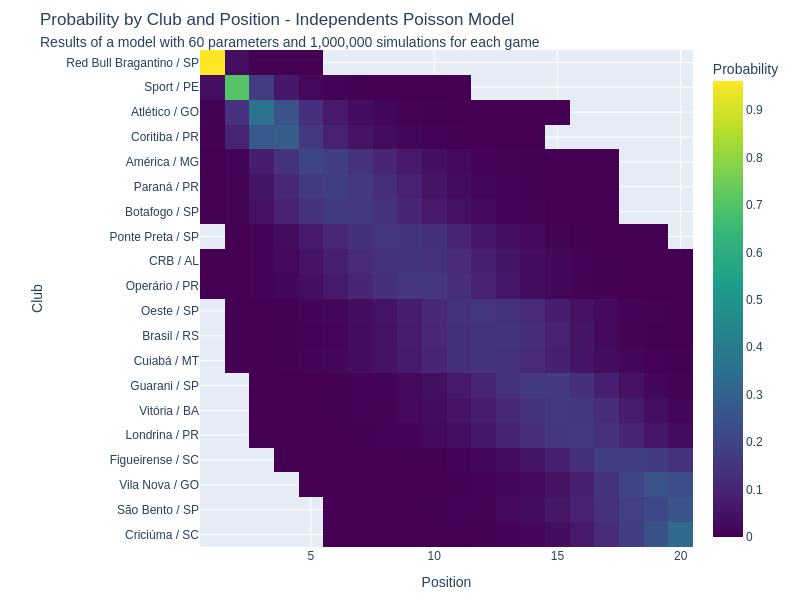 Probability by Club and Position - Independents Poisson Model
Results of a model with 60 parameters and 1,000,000 simulations for each game
Probability
Red Bull Bragantino / SP
Sport / PE
Atlético / GO
Coritiba / PR
América / MG
Paraná / PR
Botafogo / SP
Ponte Preta / SP
CRB / AL
Operário / PR
Oeste / SP
Brasil / RS
Cuiabá / MT
Guarani / SP
Vitória / BA
Londrina / PR
Figueirense / SC
Vila Nova / GO
São Bento / SP
Criciúma / SC
Club
5
10
15
20
Position
0.9
0.8
0.7
0.6
0.5
0.4
0.3
0.2
0.1
0